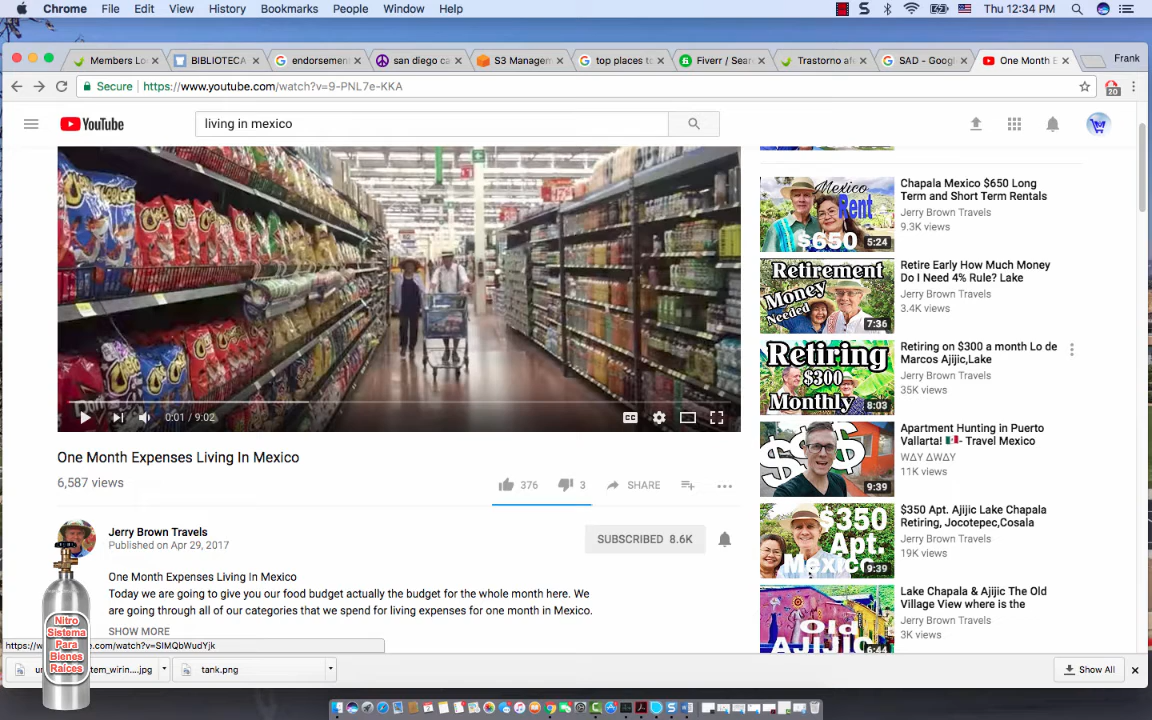 Chrome File Edit View History Bookmarks People Window Help
Thu 12:34 PM
Members Lo
BIBLIOTECA
endorsemen
san diego ca
S3 Managem
top places to
Fiverr / Sear
Trastorno af
SAD - Googl
One Month E
Frank
Secure https://www.youtube.com/watch?v=9-PNL7e-KKA
20
YouTube
living in mexico
0:01 / 9:02
CC
One Month Expenses Living In Mexico
6,587 views
376
3
SHARE
Jerry Brown Travels
Published on Apr 29, 2017
SUBSCRIBED 8.6K
One Month Expenses Living In Mexico
Today we are going to give you our food budget actually the budget for the whole month here. We
are going through all of our categories that we spend for living expenses for one month in Mexico.
SHOW MORE
Mexico
Rent
$650
5:24
Chapala Mexico $650 Long
Term and Short Term Rentals
Jerry Brown Travels
9.3K views
Retirement
Money
Needed
7:36
Retire Early How Much Money
Do I Need 4% Rule? Lake
Jerry Brown Travels
3.4K views
Retiring
$300
Monthly
8:03
Retiring on $300 a month Lo de
Marcos Ajijic,Lake
Jerry Brown Travels
35K views
$$$
9:39
Apartment Hunting in Puerto
Vallarta! - Travel Mexico
WΔY ΔWΔY
11K views
$350
Apt.
Mexico
9:39
$350 Apt. Ajijic Lake Chapala
Retiring, Jocotepec,Cosala
Jerry Brown Travels
19K views
Old
AJIJIC
6:44
Lake Chapala & Ajijic The Old
Village View where is the
Jerry Brown Travels
3K views
Nitro
Sistema
Para
Bienes
Raices
e.com/watch?v=SIMQbWudYjk
tem_wirin....jpg
tank.png
Show All